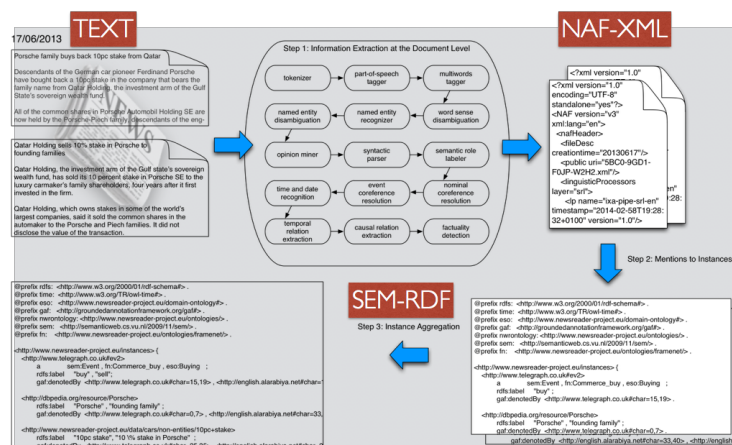 17/06/2013
TEXT
Porsche family buys back 10pc stake from Qatar
Descendants of the German car pioneer Ferdinand Porsche
have bought back a 10pc stake in the company that bears the
family name from Qatar Holding, the investment arm of the Gulf
State's sovereign wealth fund.
All of the common shares in Porsche Automobil Holding SE are
now held by the Porsche-Piech family, descendants of the eng-
NEWS
Qatar Holding sells 10% stake in Porsche to
founding families
Qatar Holding, the investment arm of the Gulf state's sovereign
wealth fund, has sold its 10 percent stake in Porsche SE to the
luxury carmaker's family shareholders, four years after it first
invested in the firm.
Qatar Holding, which owns stakes in some of the world's
largest companies, said it sold the common shares in the
automaker to the Porsche and Piech families. It did not
disclose the value of the transaction.
Step 1: Information Extraction at the Document Level
tokenizer
part-of-speech
tagger
multiwords
tagger
named entity
disambiguation
named entity
recognizer
word sense
disambiguation
opinion miner
syntactic
parser
semantic role
labeler
time and date
recognition
event
coreference
resolution
nominal
coreference
resolution
temporal
relation
extraction
causal relation
extraction
factuality
detection
NAF-XML
<?xml version="1.0"
<?xml version="1.0"
encoding="UTF-8"
standalone="yes"?>
<NAF version="v3"
xml:lang="en">
<nafHeader>
<fileDesc
creationtime="20130617"/>
<public uri="5BC0-9GD1-
F0JP-W2H2.xml"/>
<linguisticProcessors
layer="srl">
<lp name="ixa-pipe-srl-en"
timestamp="2014-02-58T19:28:
32+0100" version="1.0"/>
en"
9:28:
Step 2: Mentions to Instances
SEM-RDF
Step 3: Instance Aggregation
@prefix rdfs: <http://www.w3.org/2000/01/rdf-schema#> .
@prefix time: <http://www.w3.org/TR/owl-time#> .
@prefix eso: <http://www.newsreader-project.eu/domain-ontology#> .
@prefix gaf: <http://groundedannotationframework.org/gaf#> .
@prefix nwrontology: <http://www.newsreader-project.eu/ontologies/> .
@prefix sem: <http://semanticweb.cs.vu.nl/2009/11/sem/> .
@prefix fn: <http://www.newsreader-project.eu/ontologies/framenet/> .
<http://www.newsreader-project.eu/instances> {
<http://www.telegraph.co.uk#ev2>
a sem:Event , fn:Commerce_buy , eso:Buying ;
rdfs:label "buy" , "sell";
gaf:denotedBy <http://www.telegraph.co.uk#char=15,19> , <http://english.alarabiya.net#char=
<http://dbpedia.org/resource/Porsche>
rdfs:label "Porsche" , "founding family" ;
gaf:denotedBy <http://www.telegraph.co.uk#char=0,7> , <http://english.alarabiya.net#char=33,
<http://www.newsreader-project.eu/data/cars/non-entities/10pc+stake>
rdfs:label "10pc stake", "10 \% stake in Porsche" ;
@prefix rdfs: <http://www.w3.org/2000/01/rdf-schema#> .
@prefix time: <http://www.w3.org/TR/owl-time#> .
@prefix eso: <http://www.newsreader-project.eu/domain-ontology#> .
@prefix gaf: <http://groundedannotationframework.org/gaf#> .
@prefix nwrontology: <http://www.newsreader-project.eu/ontologies/> .
@prefix sem: <http://semanticweb.cs.vu.nl/2009/11/sem/> .
@prefix fn: <http://www.newsreader-project.eu/ontologies/framenet/> .
<http://www.newsreader-project.eu/instances> {
<http://www.telegraph.co.uk#ev2>
a sem:Event , fn:Commerce_buy , eso:Buying ;
rdfs:label "buy" ;
gaf:denotedBy <http://www.telegraph.co.uk#char=15,19> .
<http://dbpedia.org/resource/Porsche>
rdfs:label "Porsche" , "founding family" ;
gaf:denotedBy <http://www.telegraph.co.uk#char=0,7> .
gaf:denotedBy <http://english.alarabiya.net#char=33,40> , <http://english